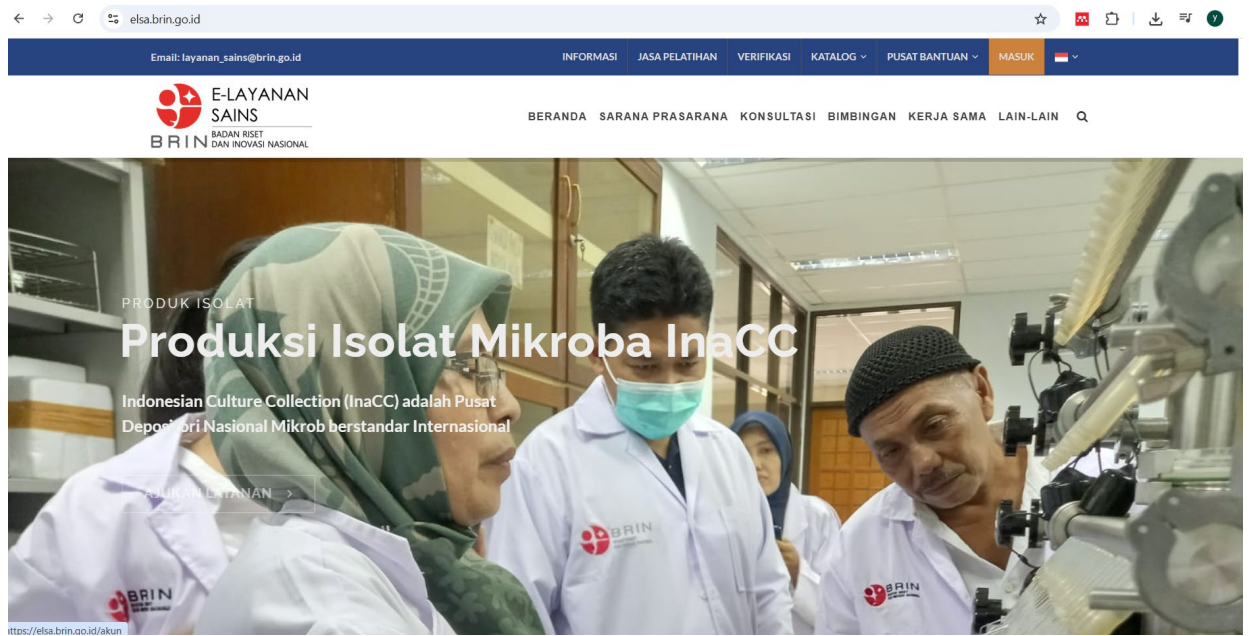 elsa.brin.go.id
y
Email: layanan_sains@brin.go.id
INFORMASI JASA PELATIHAN VERIFIKASI KATALOG PUSAT BANTUAN MASUK
E-LAYANAN
SAINS
BRIN BADAN RISET
DAN INOVASI NASIONAL
BERANDA SARANA PRASARANA KONSULTASI BIMBINGAN KERJA SAMA LAIN-LAIN
PRODUK ISOLAT
Produksi Isolat Mikroba InaCC
Indonesian Culture Collection (InaCC) adalah Pusat
Depositori Nasional Mikrob berstandar Internasional
AJUKAN LAYANAN >
BRIN
BRIN
BRIN
https://elsa.brin.go.id/akun